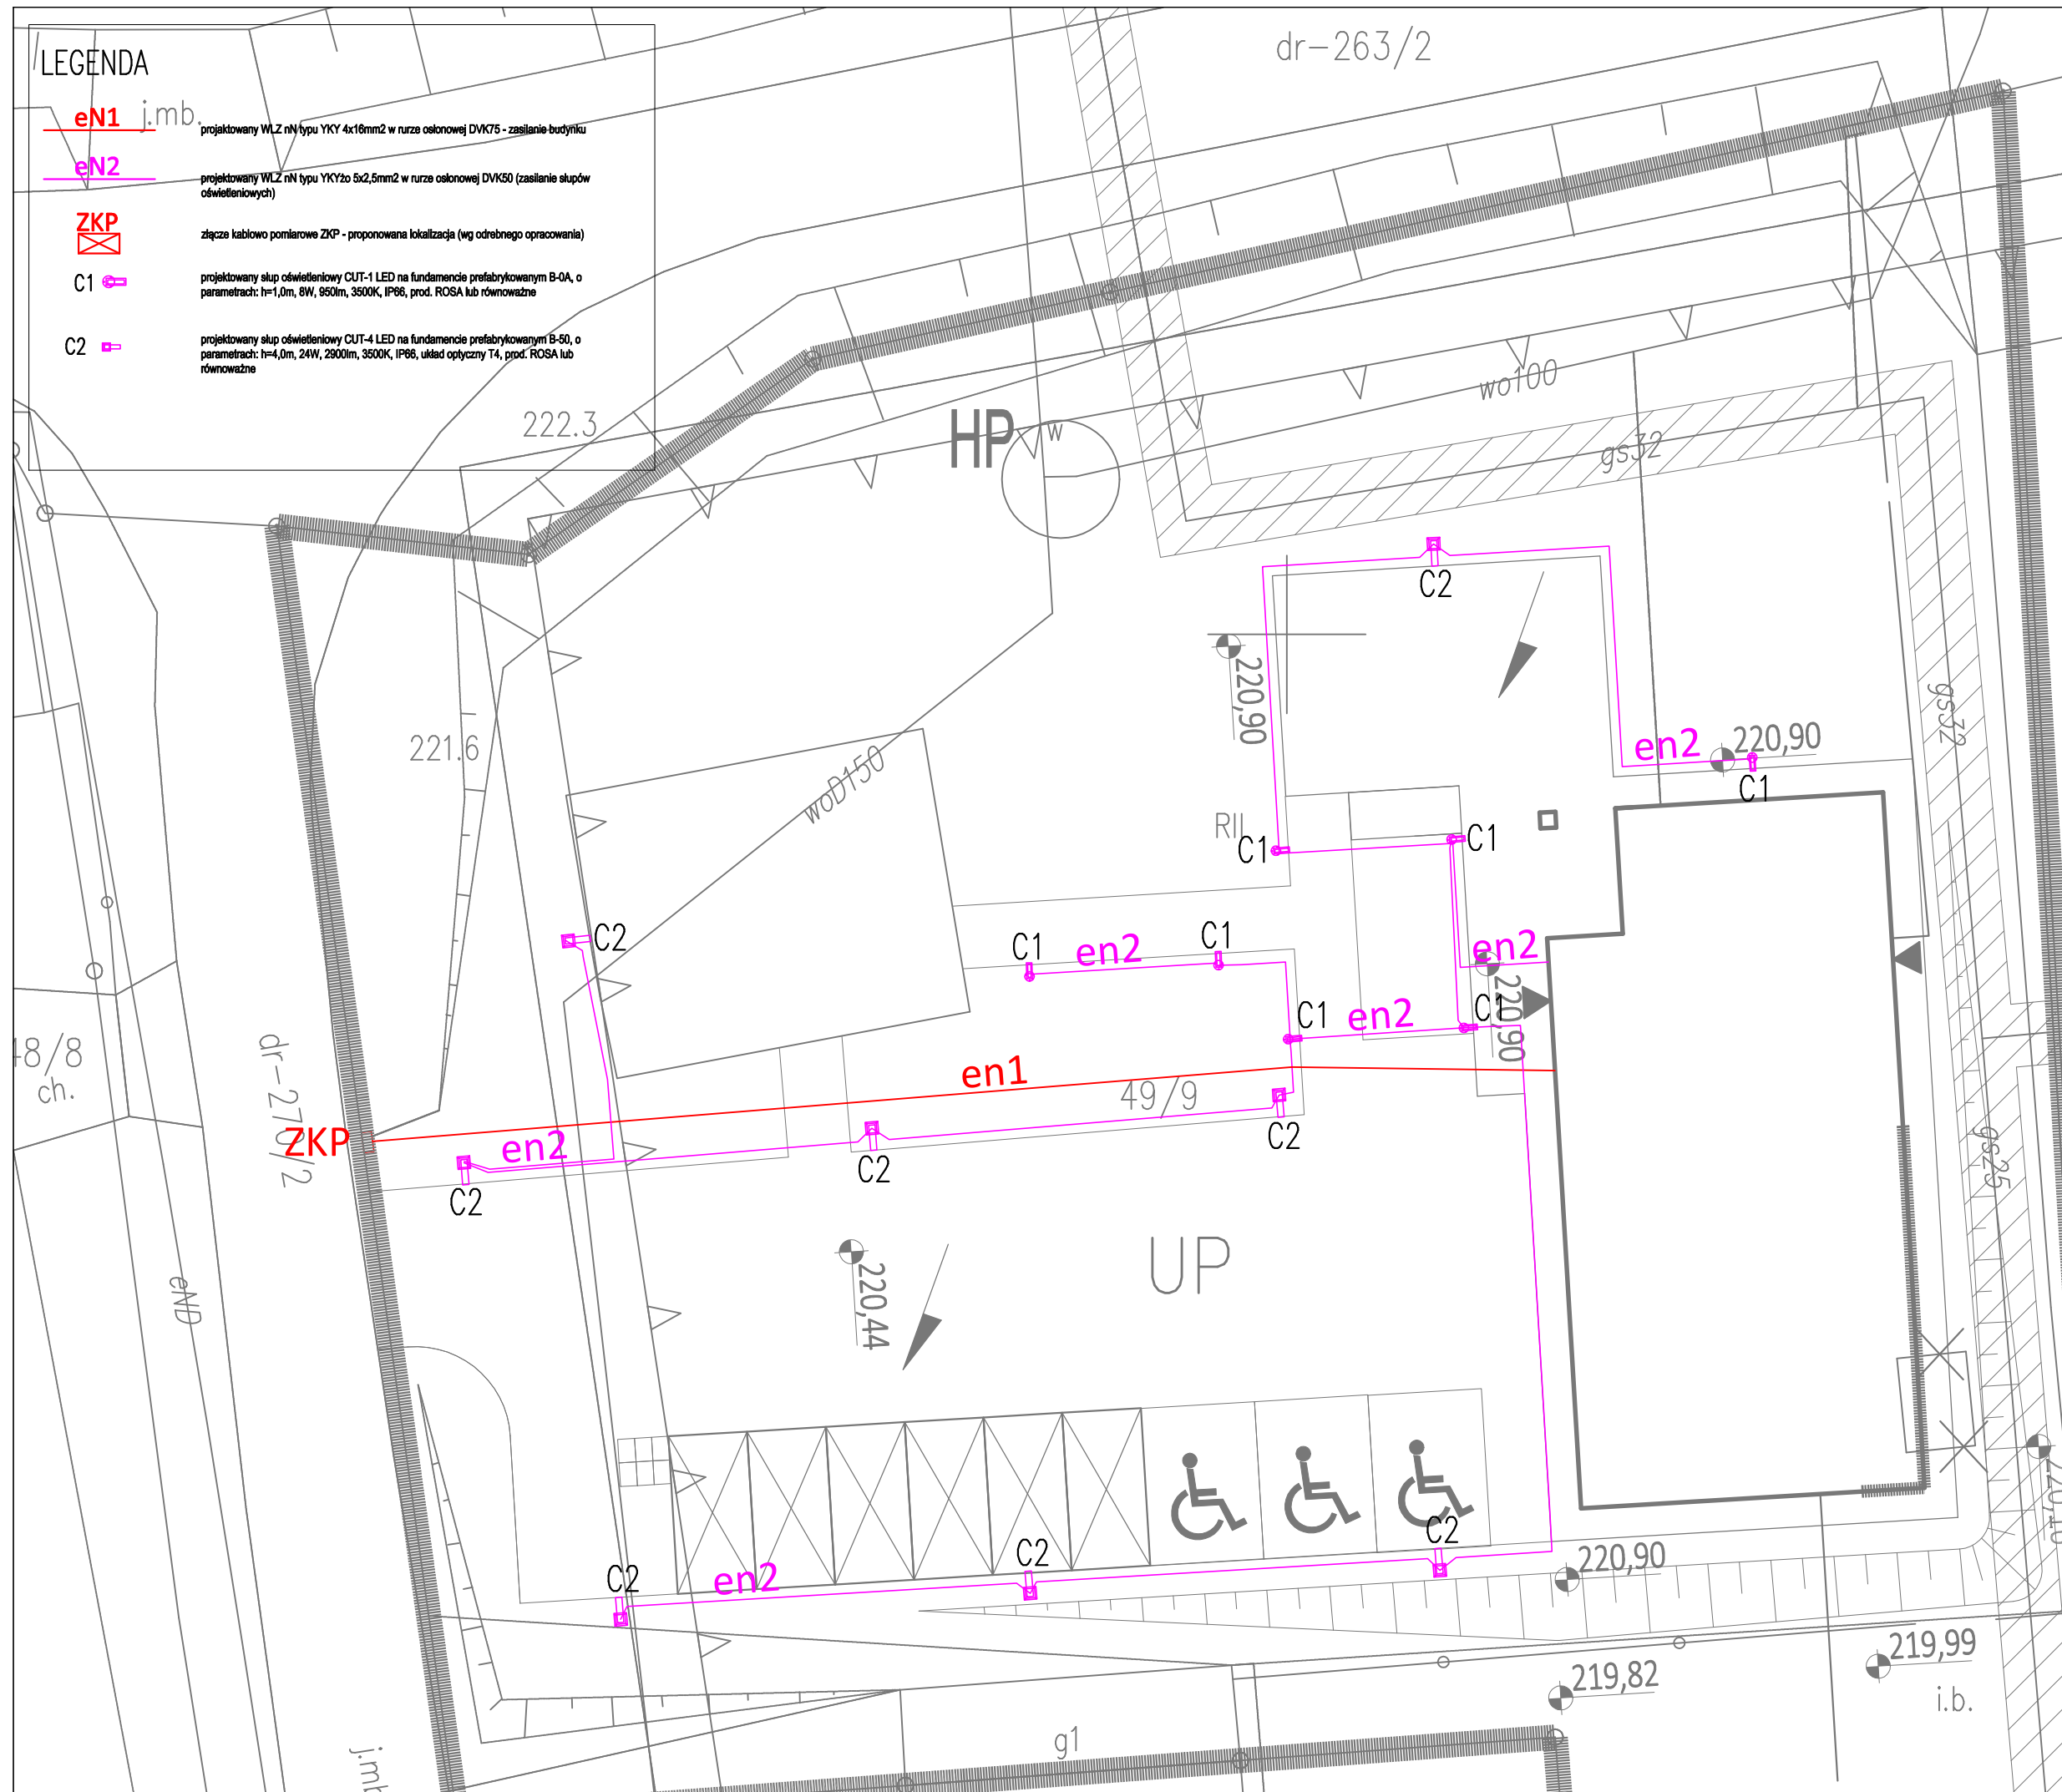 LEGENDA
j.mb.
eN1
projaktowany WLZ nN typu YKY 4x16mm2 w rurze osłonowej DVK75 - zasilanie budynku
eN2
projektowany WLZ nN typu YKYżo 5x2,5mm2 w rurze osłonowej DVK50 (zasilanie słupów
oświetleniowych)
ZKP
złącze kablowo pomiarowe ZKP - proponowana lokalizacja (wg odrebnego opracowania)
C1
projektowany słup oświetleniowy CUT-1 LED na fundamencie prefabrykowanym B-0A, o
parametrach: h=1,0m, 8W, 950lm, 3500K, IP66, prod. ROSA lub równoważne
C2
projektowany słup oświetleniowy CUT-4 LED na fundamencie prefabrykowanym B-50, o
parametrach: h=4,0m, 24W, 2900lm, 3500K, IP66, układ optyczny T4, prod. ROSA lub
równoważne
dr-263/2
222.3
HP
w
wo100
gs32
C2
220,90
221.6
woD150
en2
220,90
gs32
C1
RII
C1
C1
C2
C1
en2
C1
en2
220,90
C1
en2
C1
48/8
ch.
dr-270/2
en1
49/9
ZKP
en2
C2
C2
C2
gs25
eND
220,44
UP
C2
en2
C2
C2
220,90
219,82
219,99
i.b.
g1